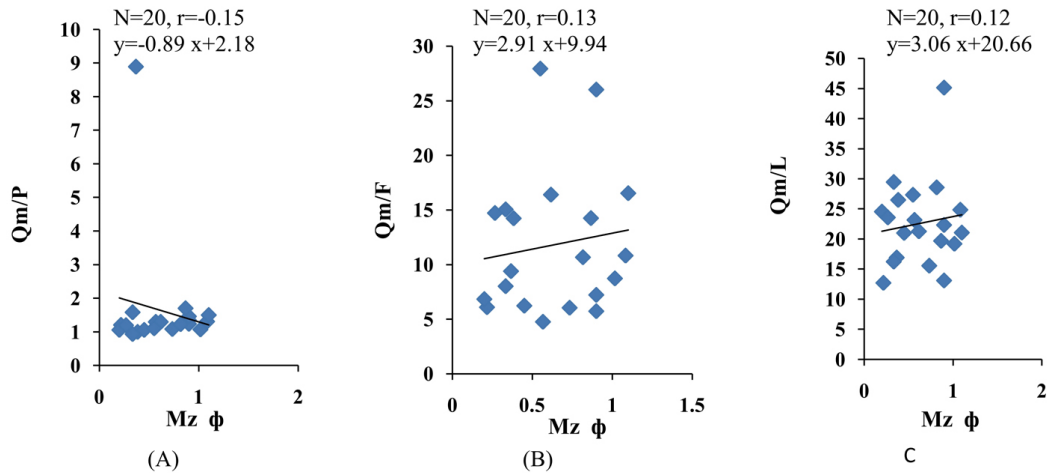 N=20, r=-0.15
y=-0.89 x+2.18
10
9
8
7
6
5
4
3
2
1
0
Qm/P
0
1
2
Mz ϕ
(A)
N=20, r=0.13
y=2.91 x+9.94
30
25
20
15
10
5
0
Qm/F
0
0.5
1
1.5
Mz ϕ
(B)
N=20, r=0.12
y=3.06 x+20.66
50
45
40
35
30
25
20
15
10
5
0
Qm/L
0
1
2
Mz ϕ
C